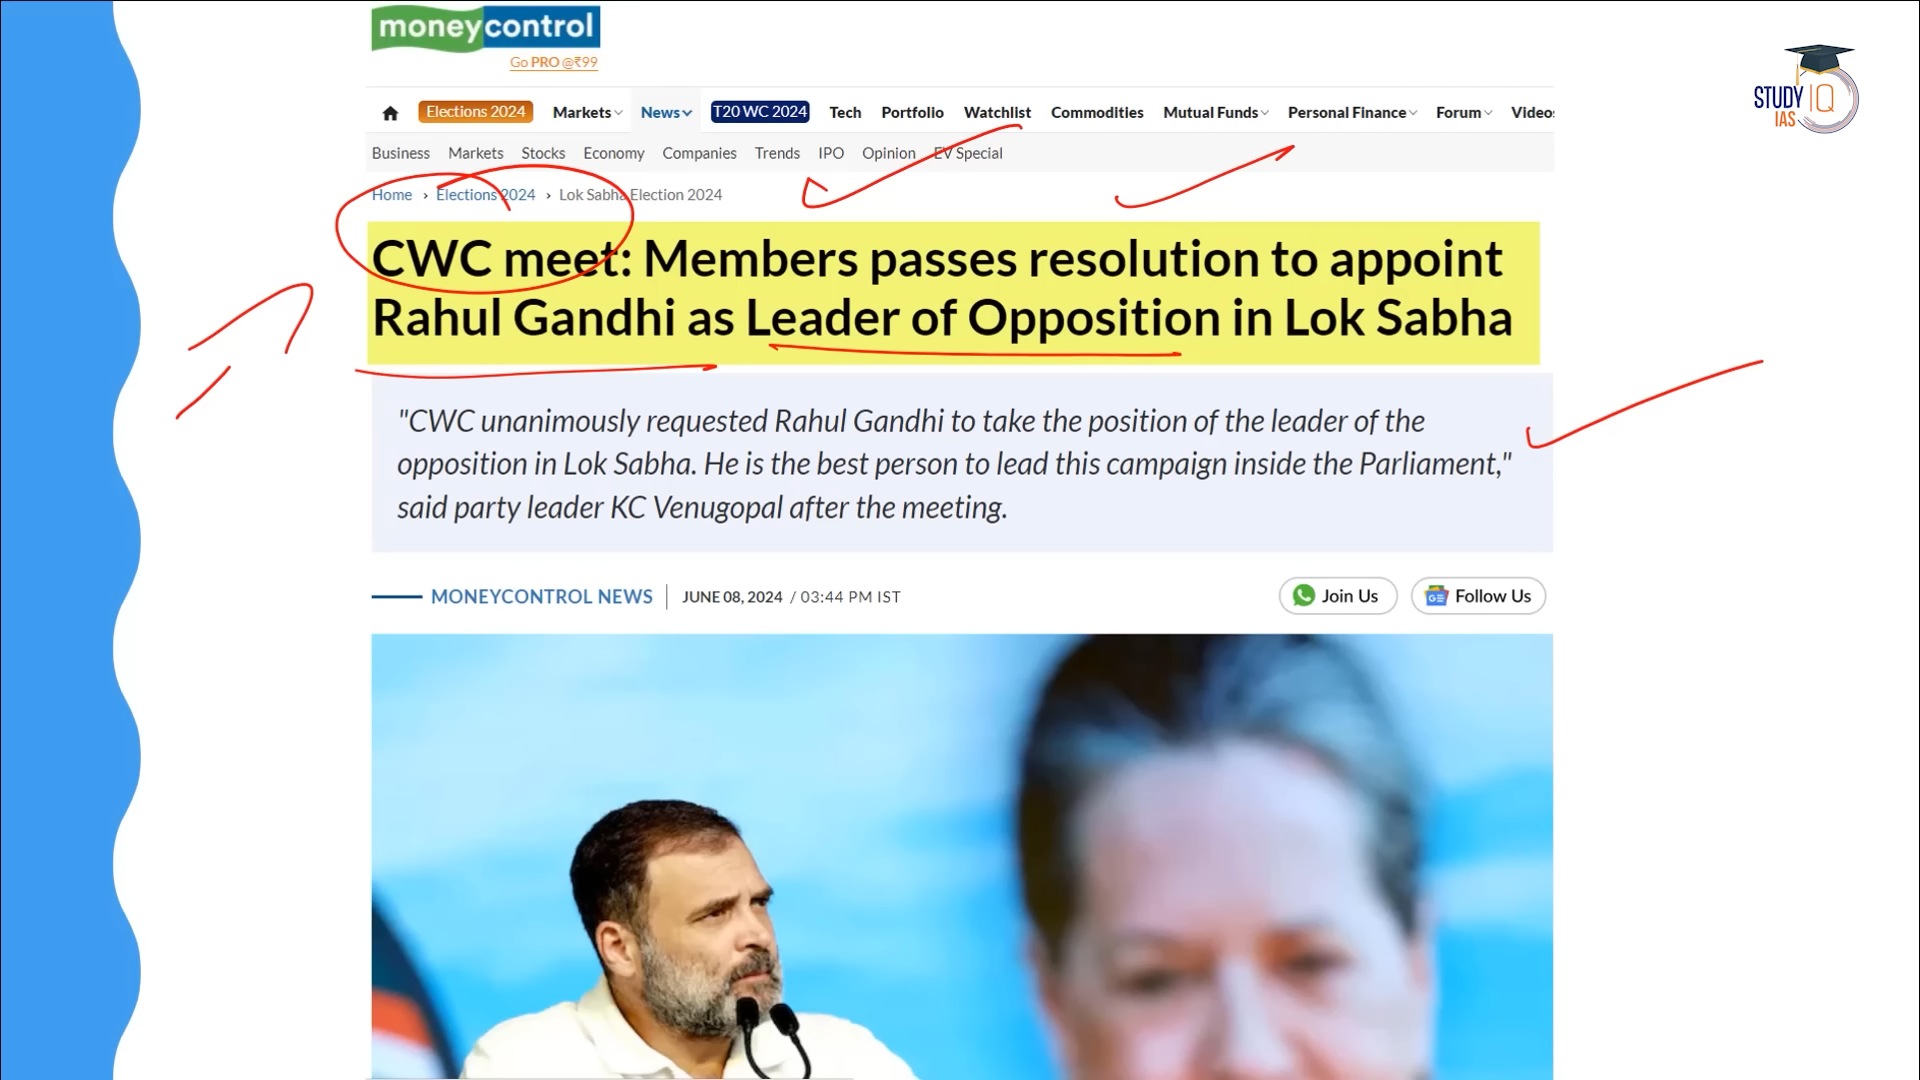 moneycontrol
Go PRO @₹99
Elections 2024 Markets News T20 WC 2024 Tech Portfolio Watchlist Commodities Mutual Funds Personal Finance Forum Videos
Business Markets Stocks Economy Companies Trends IPO Opinion EV Special
Home › Elections 2024 › Lok Sabha Election 2024
CWC meet: Members passes resolution to appoint
Rahul Gandhi as Leader of Opposition in Lok Sabha
"CWC unanimously requested Rahul Gandhi to take the position of the leader of the
opposition in Lok Sabha. He is the best person to lead this campaign inside the Parliament,"
said party leader KC Venugopal after the meeting.
MONEYCONTROL NEWS | JUNE 08, 2024 / 03:44 PM IST
Join Us
Follow Us
STUDY IQ
IAS